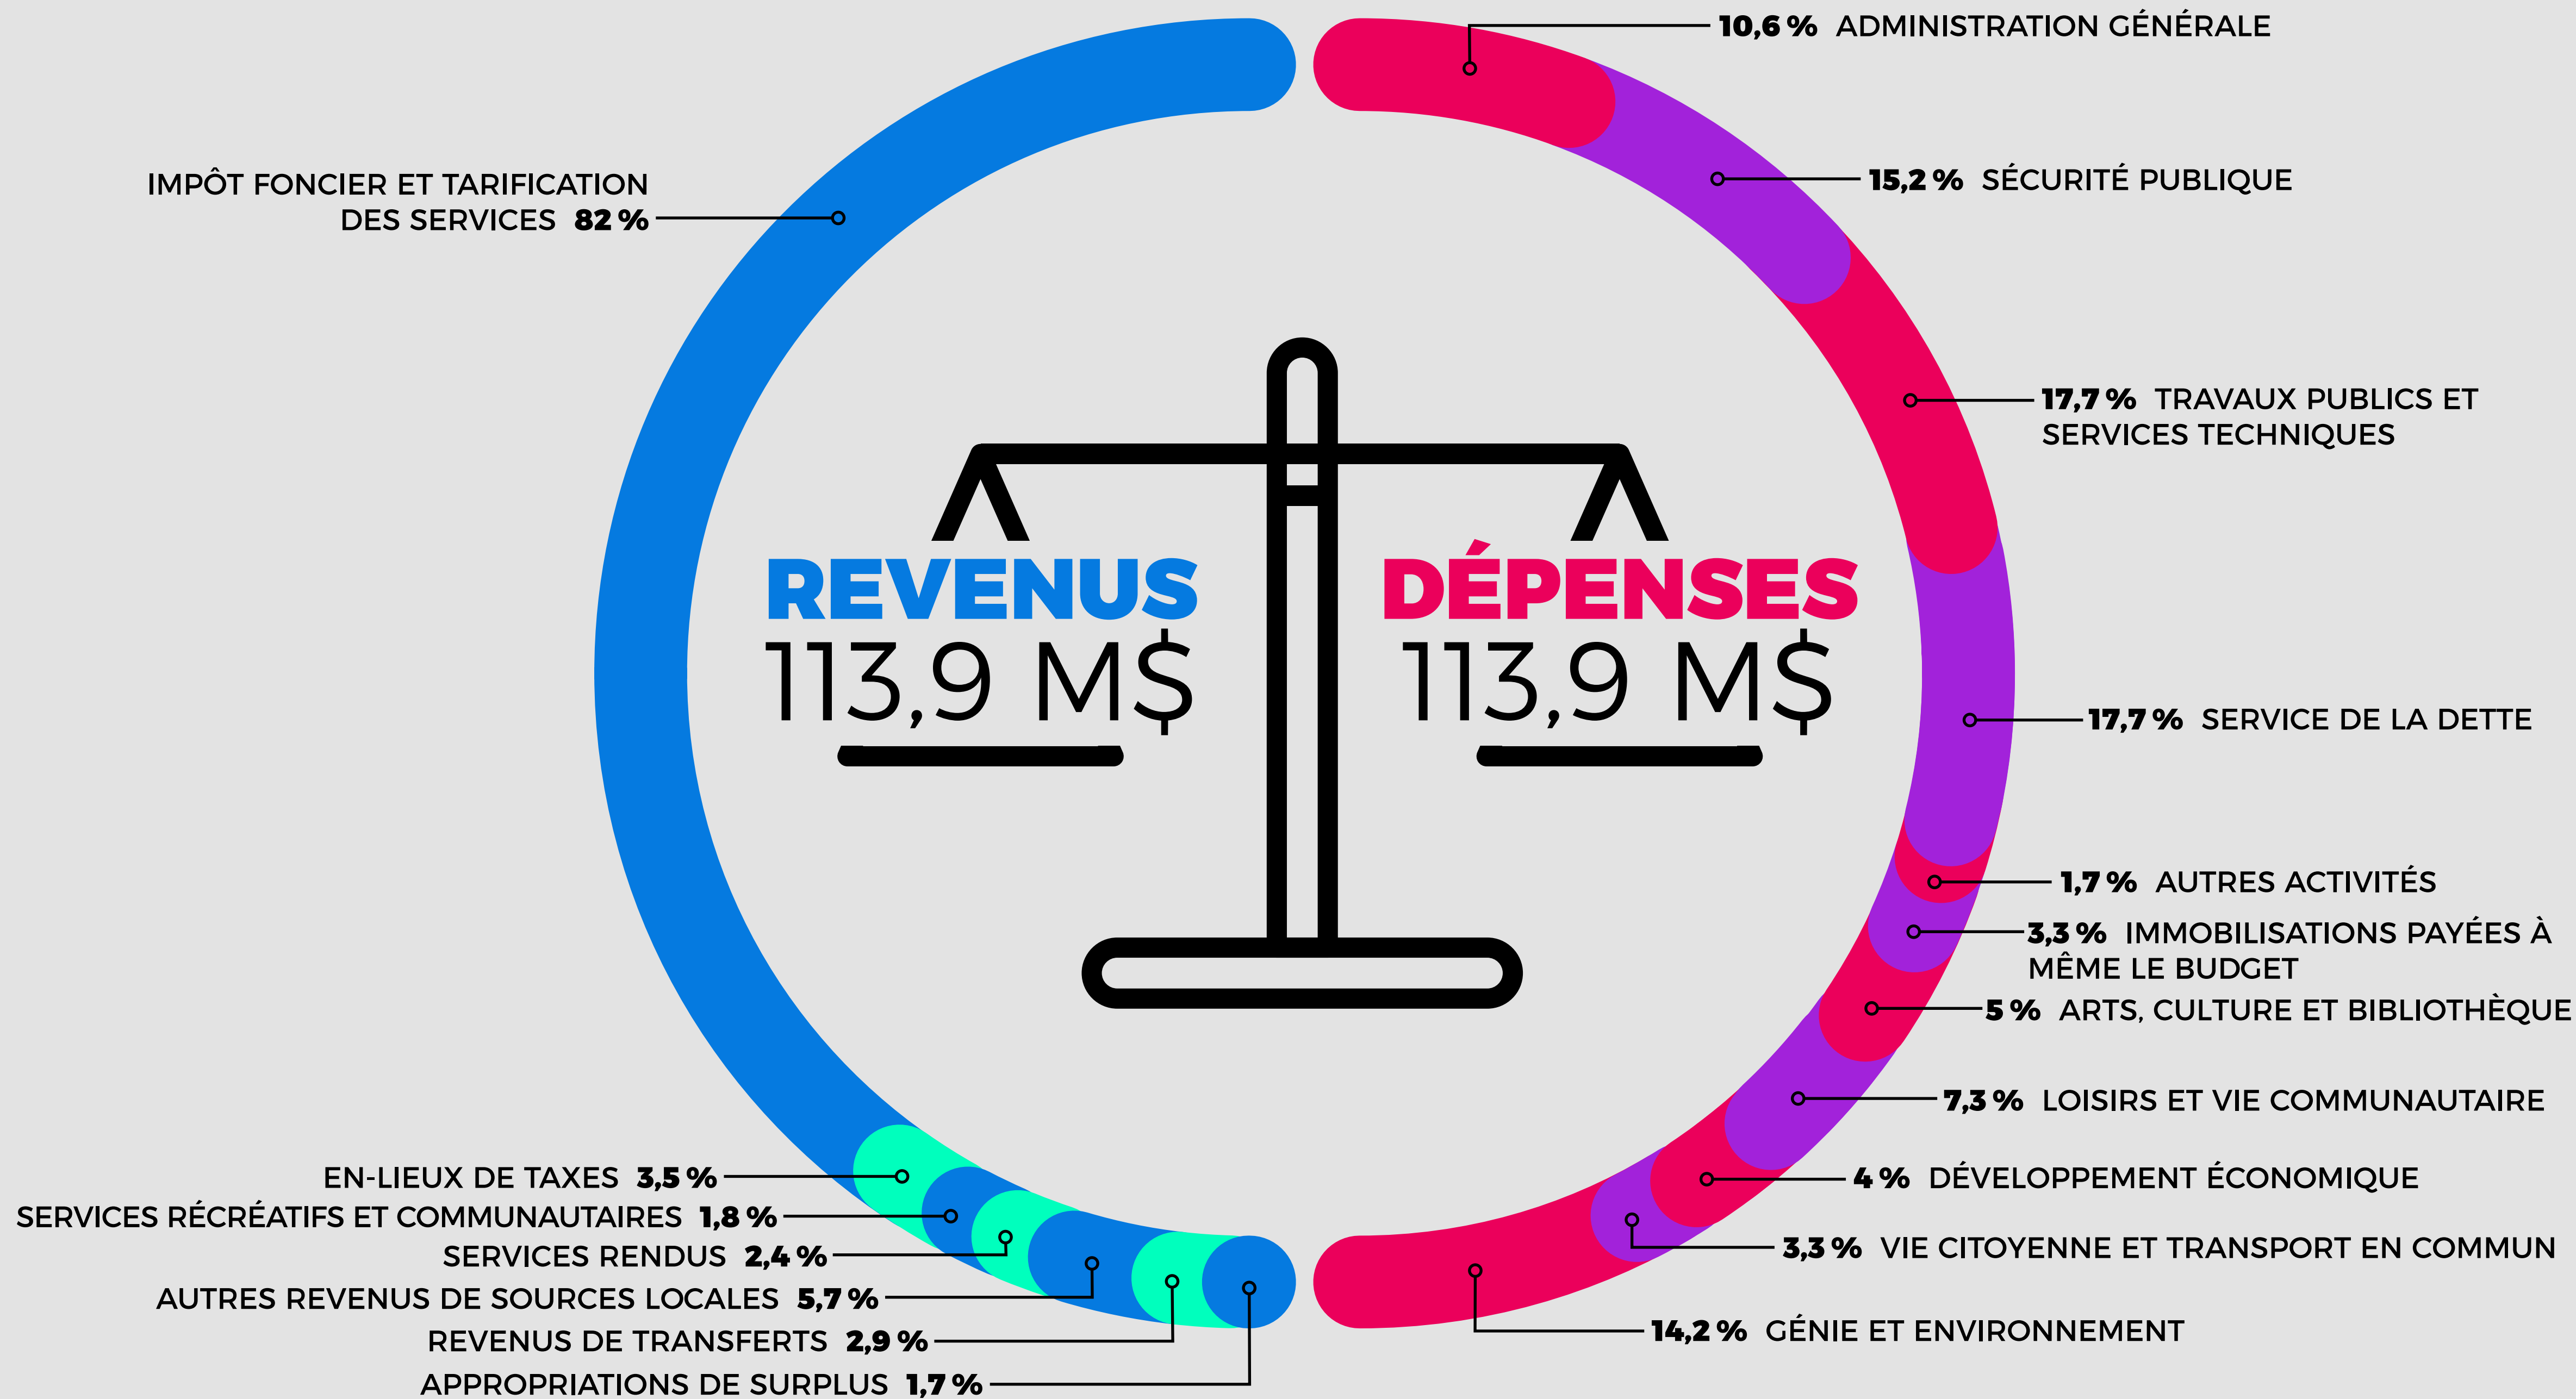 IMPÔT FONCIER ET TARIFICATION
DES SERVICES 82 %
EN-LIEUX DE TAXES 3,5 %
SERVICES RÉCRÉATIFS ET COMMUNAUTAIRES 1,8 %
SERVICES RENDUS 2,4 %
AUTRES REVENUS DE SOURCES LOCALES 5,7 %
REVENUS DE TRANSFERTS 2,9 %
APPROPRIATIONS DE SURPLUS 1,7 %
REVENUS
113,9 M$
DÉPENSES
113,9 M$
10,6 % ADMINISTRATION GÉNÉRALE
15,2 % SÉCURITÉ PUBLIQUE
17,7 % TRAVAUX PUBLICS ET
SERVICES TECHNIQUES
17,7 % SERVICE DE LA DETTE
1,7 % AUTRES ACTIVITÉS
3,3 % IMMOBILISATIONS PAYÉES À
MÊME LE BUDGET
5 % ARTS, CULTURE ET BIBLIOTHÈQUE
7,3 % LOISIRS ET VIE COMMUNAUTAIRE
4 % DÉVELOPPEMENT ÉCONOMIQUE
3,3 % VIE CITOYENNE ET TRANSPORT EN COMMUN
14,2 % GÉNIE ET ENVIRONNEMENT